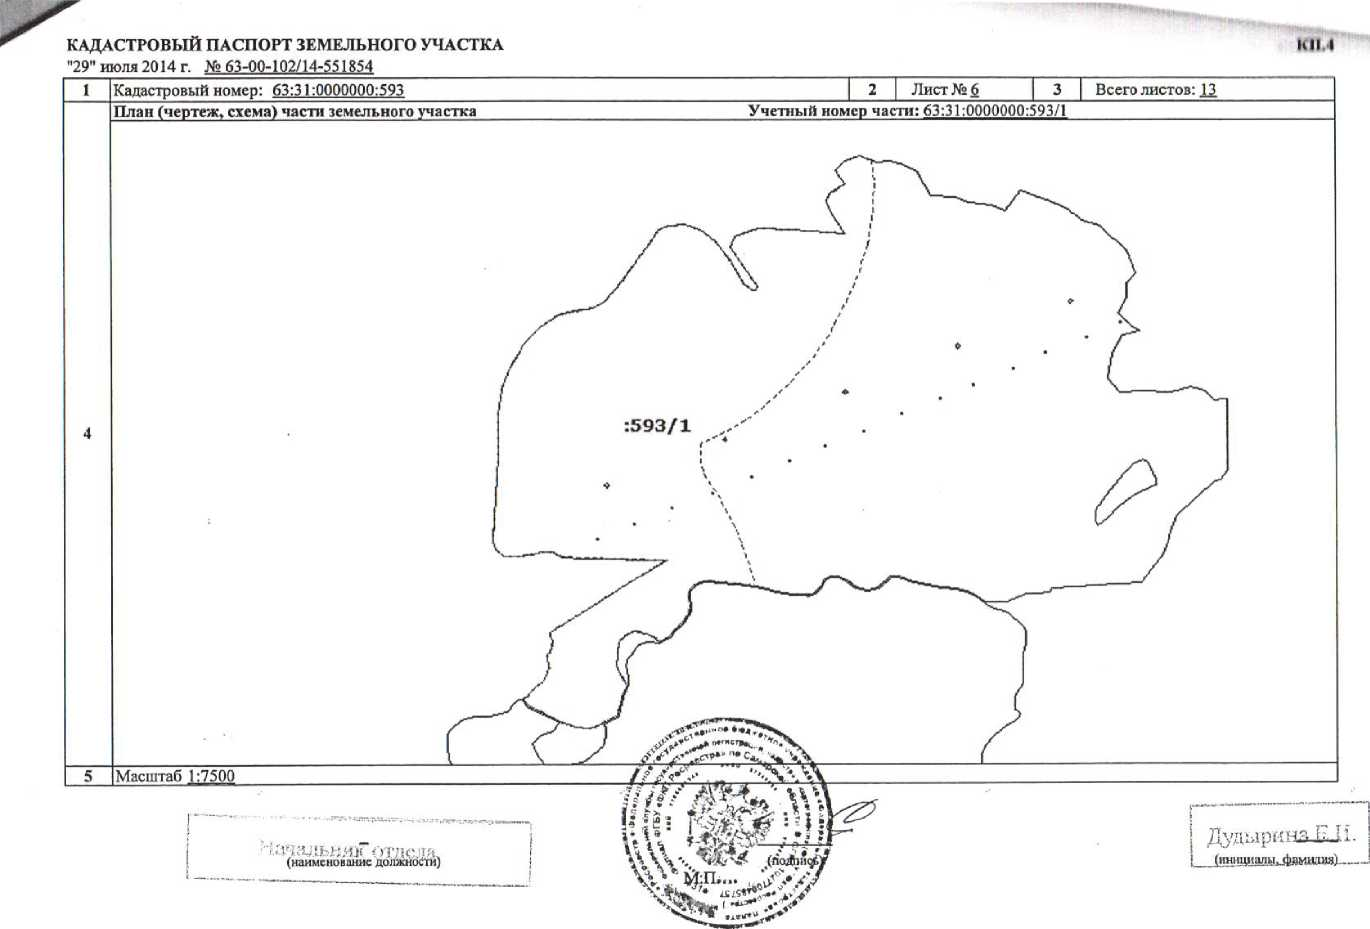 КАДАСТРОВЫЙ ПАСПОРТ ЗЕМЕЛЬНОГО УЧАСТКА КП.4
"29" июля 2014 г. № 63-00-102/14-551854
1 Кадастровый номер: 63:31:0000000:593 2 Лист № 6 3 Всего листов: 13
План (чертеж, схема) части земельного участка Учетный номер части: 63:31:0000000:593/1
:593/1
4
5 Масштаб 1:7500
Начальник отдела
(наименование должности)
М.П.
(подпись)
Дудырина Е.Н.
(инициалы, фамилия)